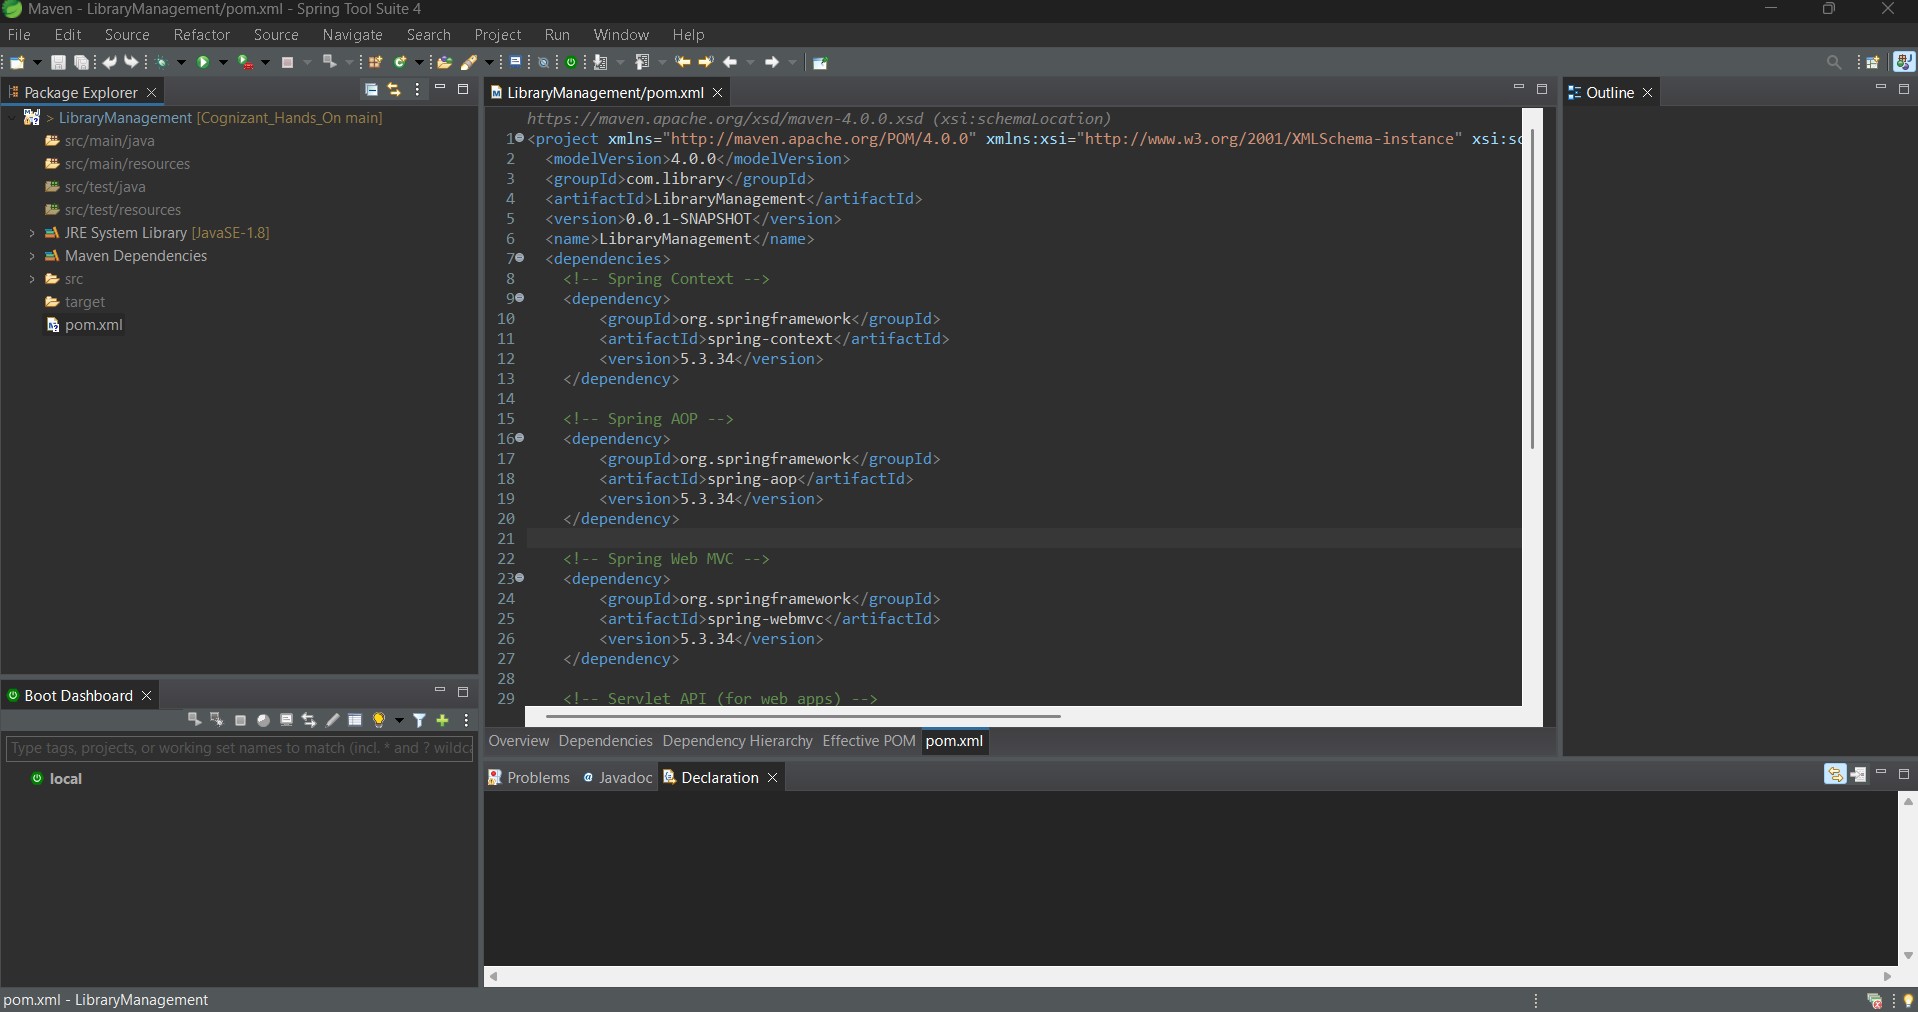 Maven - LibraryManagement/pom.xml - Spring Tool Suite 4
File Edit Source Refactor Source Navigate Search Project Run Window Help
Package Explorer
> LibraryManagement [Cognizant_Hands_On main]
src/main/java
src/main/resources
src/test/java
src/test/resources
JRE System Library [JavaSE-1.8]
Maven Dependencies
src
target
pom.xml
Boot Dashboard
Type tags, projects, or working set names to match (incl. * and ? wildca
local
LibraryManagement/pom.xml
https://maven.apache.org/xsd/maven-4.0.0.xsd (xsi:schemaLocation)
1 <project xmlns="http://maven.apache.org/POM/4.0.0" xmlns:xsi="http://www.w3.org/2001/XMLSchema-instance" xsi:sc
2 <modelVersion>4.0.0</modelVersion>
3 <groupId>com.library</groupId>
4 <artifactId>LibraryManagement</artifactId>
5 <version>0.0.1-SNAPSHOT</version>
6 <name>LibraryManagement</name>
7 <dependencies>
8 <!-- Spring Context -->
9 <dependency>
10 <groupId>org.springframework</groupId>
11 <artifactId>spring-context</artifactId>
12 <version>5.3.34</version>
13 </dependency>
14
15 <!-- Spring AOP -->
16 <dependency>
17 <groupId>org.springframework</groupId>
18 <artifactId>spring-aop</artifactId>
19 <version>5.3.34</version>
20 </dependency>
21
22 <!-- Spring Web MVC -->
23 <dependency>
24 <groupId>org.springframework</groupId>
25 <artifactId>spring-webmvc</artifactId>
26 <version>5.3.34</version>
27 </dependency>
28
29 <!-- Servlet API (for web apps) -->
Overview Dependencies Dependency Hierarchy Effective POM pom.xml
Problems Javadoc Declaration
Outline
pom.xml - LibraryManagement